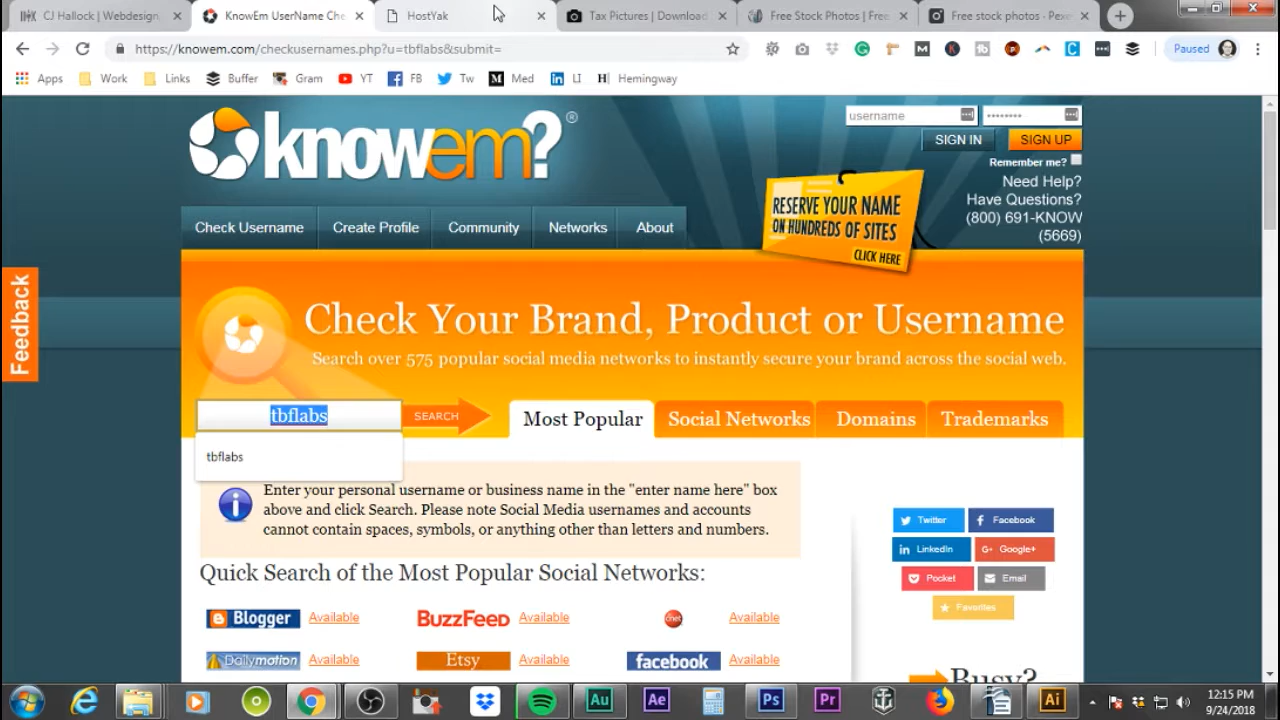 CJ Hallock | Webdesign,
KnowEm UserName Che
HostYak
Tax Pictures | Download
Free Stock Photos | Free
Free stock photos - Pexe
https://knowem.com/checkusernames.php?u=tbflabs&submit=
Paused
Apps Work Links Buffer Gram YT FB Tw Med LI Hemingway
knowem?®
username
SIGN IN SIGN UP
Remember me?
Need Help?
Have Questions?
(800) 691-KNOW
(5669)
RESERVE YOUR NAME
ON HUNDREDS OF SITES
CLICK HERE
Check Username Create Profile Community Networks About
Feedback
Check Your Brand, Product or Username
Search over 575 popular social media networks to instantly secure your brand across the social web.
tbflabs SEARCH Most Popular Social Networks Domains Trademarks
tbflabs
Enter your personal username or business name in the "enter name here" box
above and click Search. Please note Social Media usernames and accounts
cannot contain spaces, symbols, or anything other than letters and numbers.
Twitter Facebook
LinkedIn Google+
Pocket Email
Favorites
Quick Search of the Most Popular Social Networks:
Blogger Available BuzzFeed Available cnet Available
Dailymotion Available Etsy Available facebook Available
Busy?
Au Ae Ps Pr Ai
12:15 PM
9/24/2018